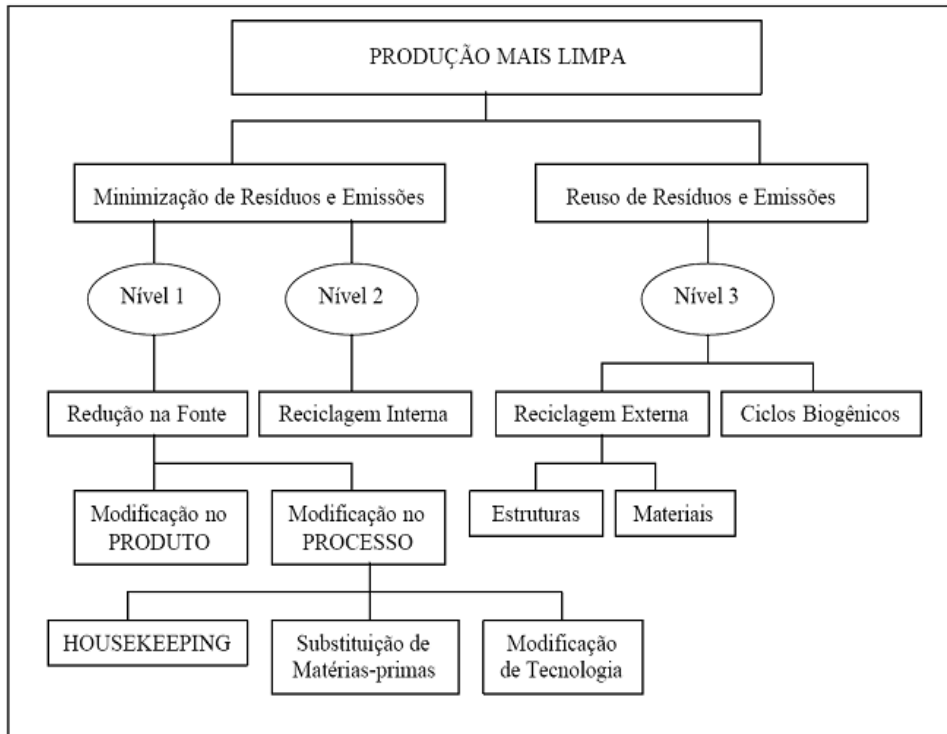 PRODUÇÃO MAIS LIMPA
Minimização de Resíduos e Emissões
Reuso de Resíduos e Emissões
Nível 1
Nível 2
Nível 3
Redução na Fonte
Reciclagem Interna
Reciclagem Externa
Ciclos Biogênicos
Modificação no
PRODUTO
Modificação no
PROCESSO
Estruturas
Materiais
HOUSEKEEPING
Substituição de
Matérias-primas
Modificação
de Tecnologia